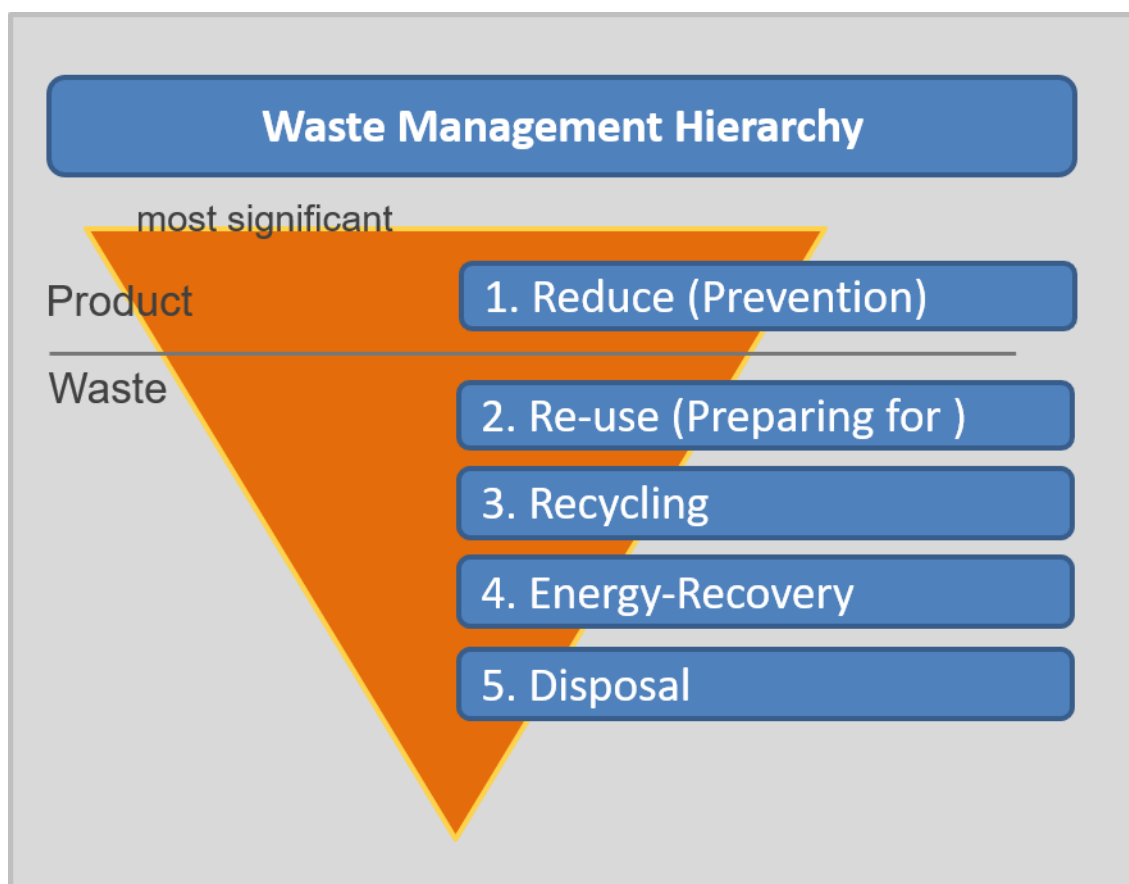 Waste Management Hierarchy
most significant
Product
1. Reduce (Prevention)
Waste
2. Re-use (Preparing for )
3. Recycling
4. Energy-Recovery
5. Disposal